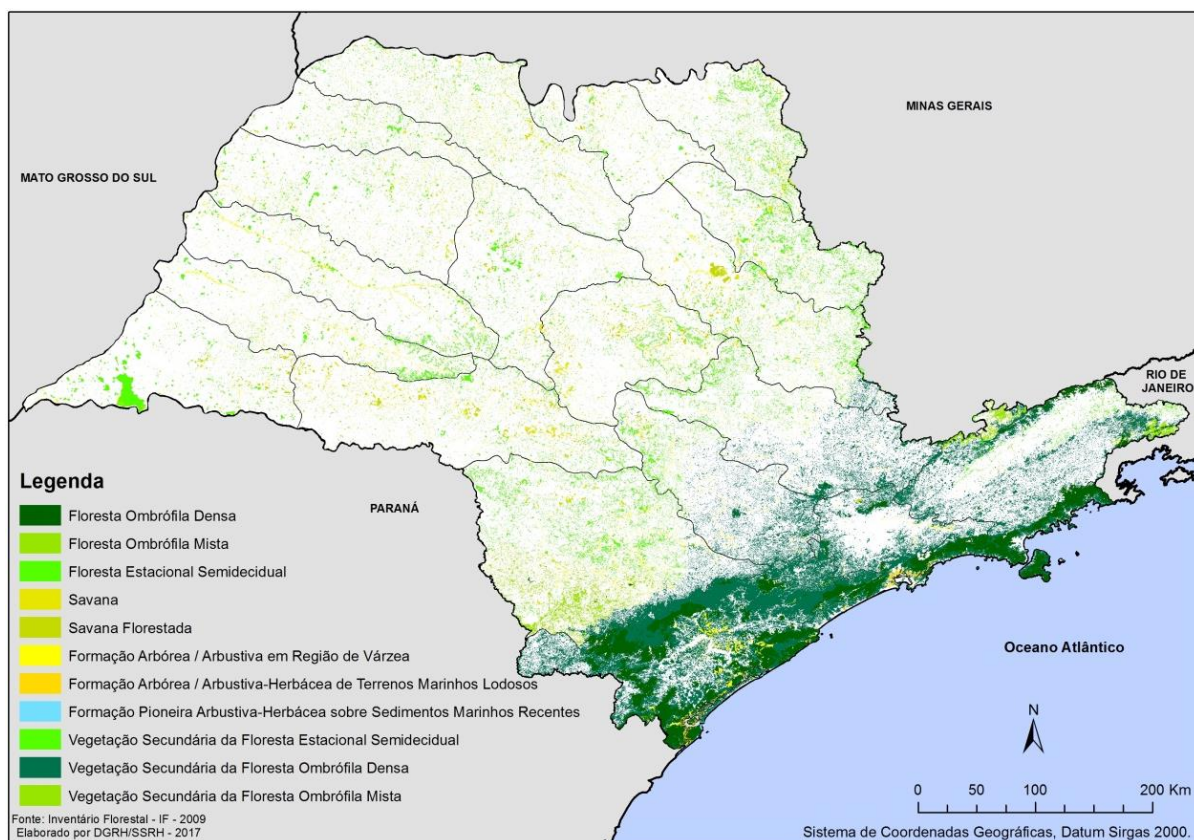 MINAS GERAIS
MATO GROSSO DO SUL
RIO DE
JANEIRO
PARANÁ
Oceano Atlântico
Legenda
Floresta Ombrófila Densa
Floresta Ombrófila Mista
Floresta Estacional Semidecidual
Savana
Savana Florestada
Formação Arbórea / Arbustiva em Região de Várzea
Formação Arbórea / Arbustiva-Herbácea de Terrenos Marinhos Lodosos
Formação Pioneira Arbustiva-Herbácea sobre Sedimentos Marinhos Recentes
Vegetação Secundária da Floresta Estacional Semidecidual
Vegetação Secundária da Floresta Ombrófila Densa
Vegetação Secundária da Floresta Ombrófila Mista
N
0 50 100 200 Km
Fonte: Inventário Florestal - IF - 2009
Elaborado por DGRH/SSRH - 2017
Sistema de Coordenadas Geográficas, Datum Sirgas 2000.